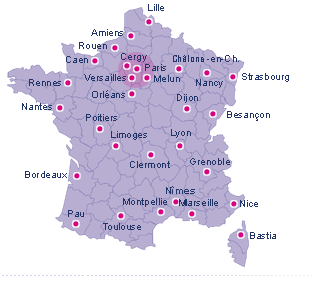 Lille
Amiens
Rouen
Caen
Cergy
Châlons-en-Ch.
Paris
Strasbourg
Rennes
Versailles
Melun
Nancy
Orléans
Nantes
Dijon
Besançon
Poitiers
Limoges
Lyon
Clermont
Grenoble
Bordeaux
Nîmes
Montpellie
Marseille
Nice
Pau
Toulouse
Bastia